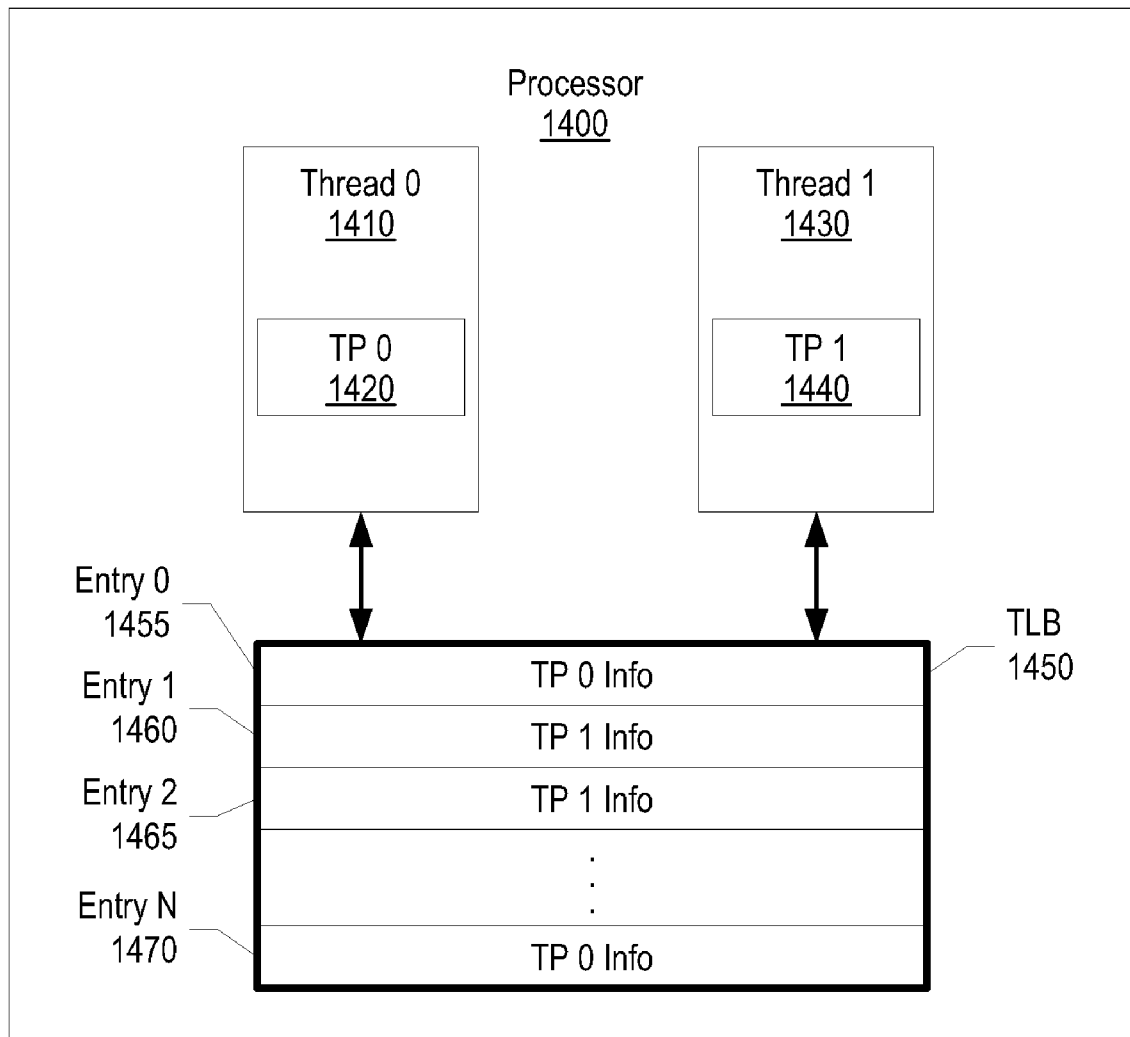 Processor
1400
Thread 0
1410
Thread 1
1430
TP 0
1420
TP 1
1440
Entry 0
1455
TLB
1450
TP 0 Info
Entry 1
1460
TP 1 Info
Entry 2
1465
TP 1 Info
.
.
.
Entry N
1470
TP 0 Info